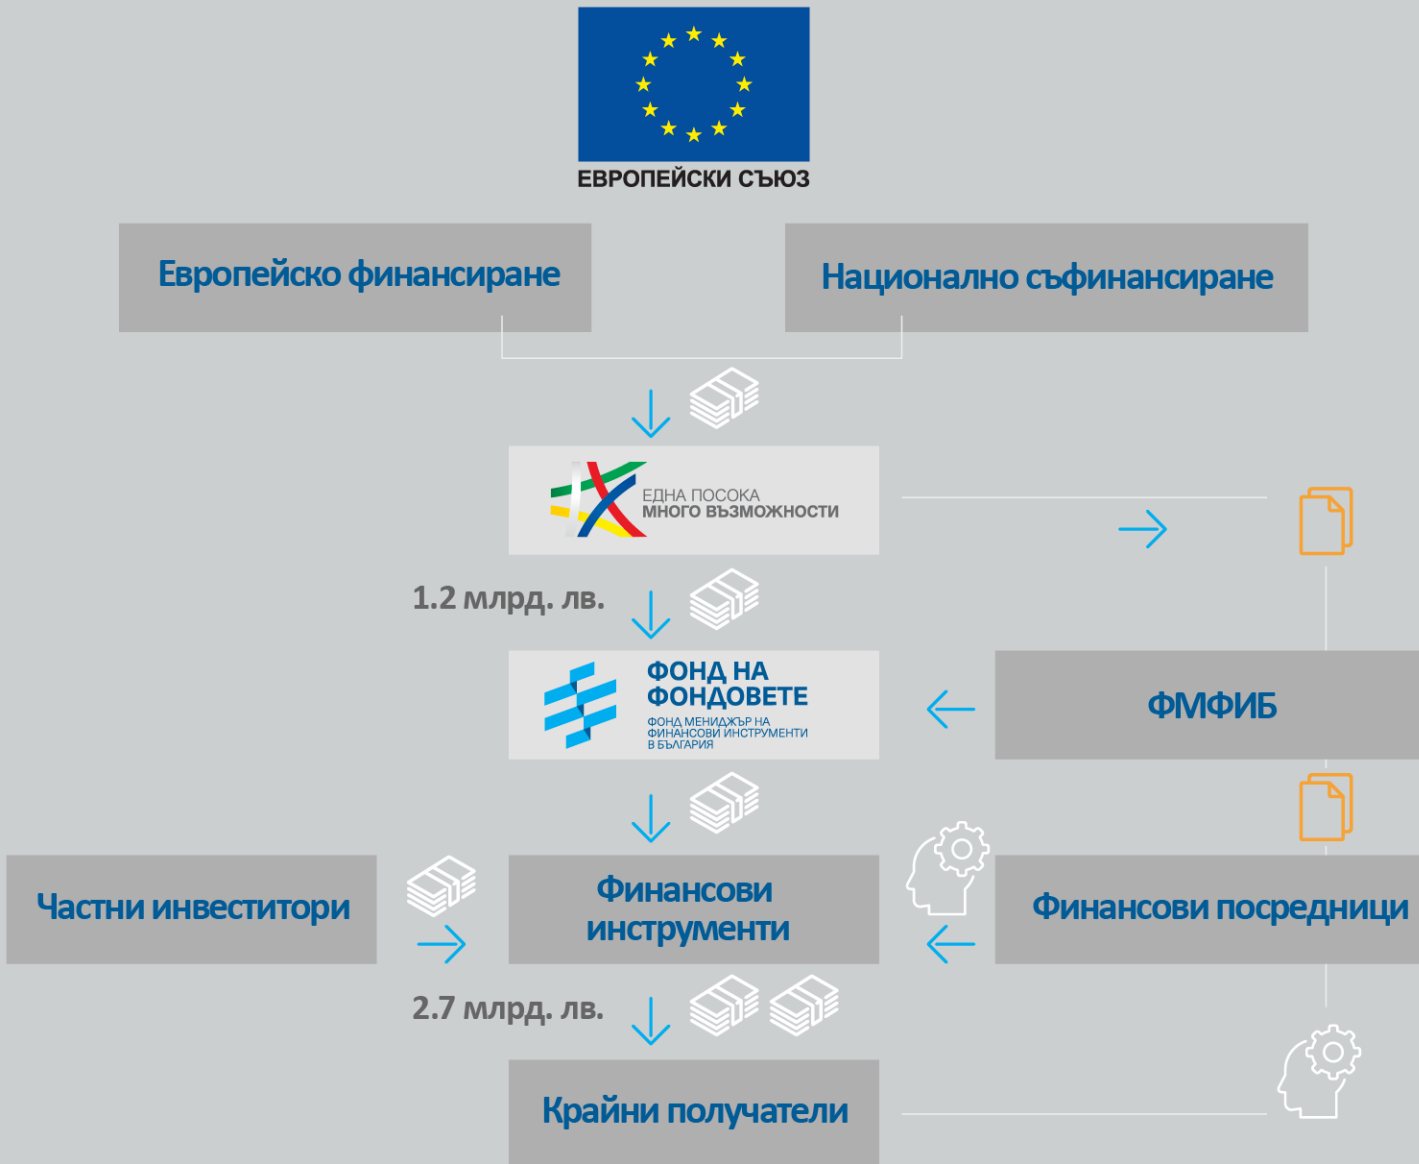 ЕВРОПЕЙСКИ СЪЮЗ
Европейско финансиране
Национално съфинансиране
ЕДНА ПОСОКА
МНОГО ВЪЗМОЖНОСТИ
1.2 млрд. лв.
ФОНД НА
ФОНДОВЕТЕ
ФОНД МЕНИДЖЪР НА
ФИНАНСОВИ ИНСТРУМЕНТИ
В БЪЛГАРИЯ
ФМФИБ
Частни инвеститори
Финансови
инструменти
Финансови посредници
2.7 млрд. лв.
Крайни получатели